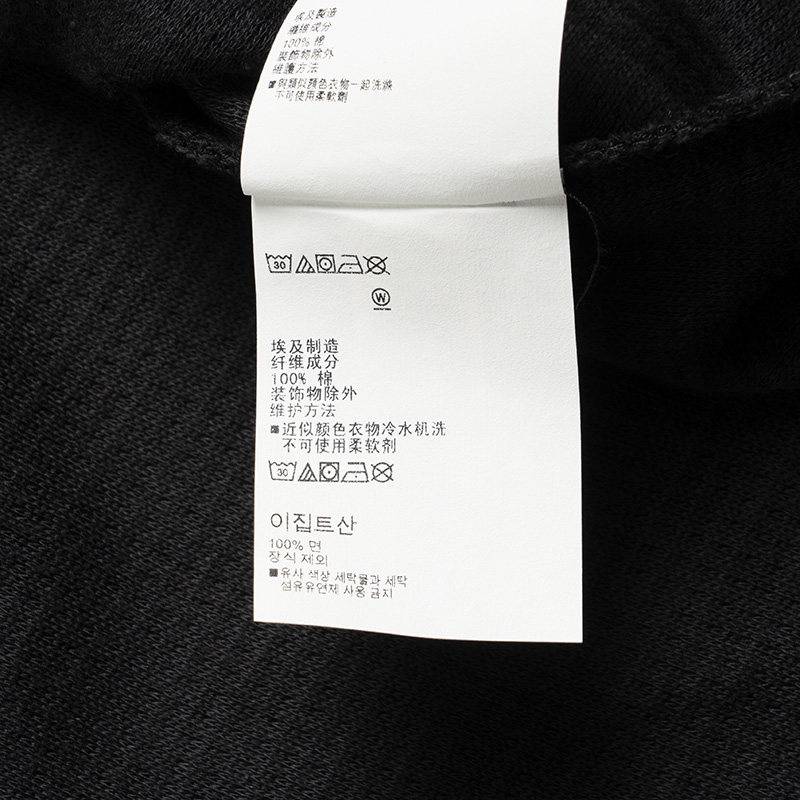 埃及製造
纖維成分
100% 棉
裝飾物除外
維護方法
與類似顏色衣物一起洗滌
不可使用柔軟劑
30
W
埃及制造
纤维成分
100% 棉
装饰物除外
维护方法
近似颜色衣物冷水机洗
不可使用柔软剂
30
이집트산
100% 면
장식 제외
유사 색상 세탁물과 세탁
섬유유연제 사용 금지